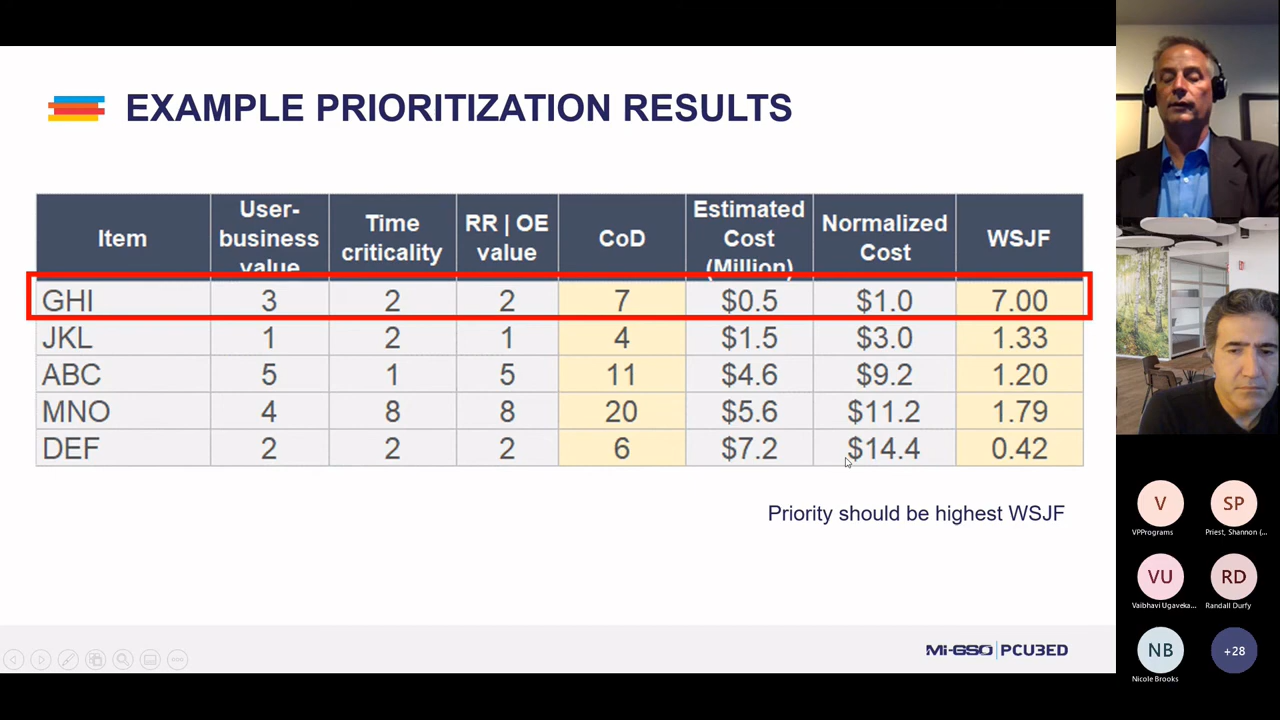 EXAMPLE PRIORITIZATION RESULTS
Item User-business value Time criticality RR | OE value CoD Estimated Cost (Million) Normalized Cost WSJF
GHI 3 2 2 7 $0.5 $1.0 7.00
JKL 1 2 1 4 $1.5 $3.0 1.33
ABC 5 1 5 11 $4.6 $9.2 1.20
MNO 4 8 8 20 $5.6 $11.2 1.79
DEF 2 2 2 6 $7.2 $14.4 0.42
Priority should be highest WSJF
Mi-GSO | PCU3ED
V SP
VPPrograms Priest, Shannon (...
VU RD
Vaibhavi Ugaveka... Randall Durfy
NB +28
Nicole Brooks